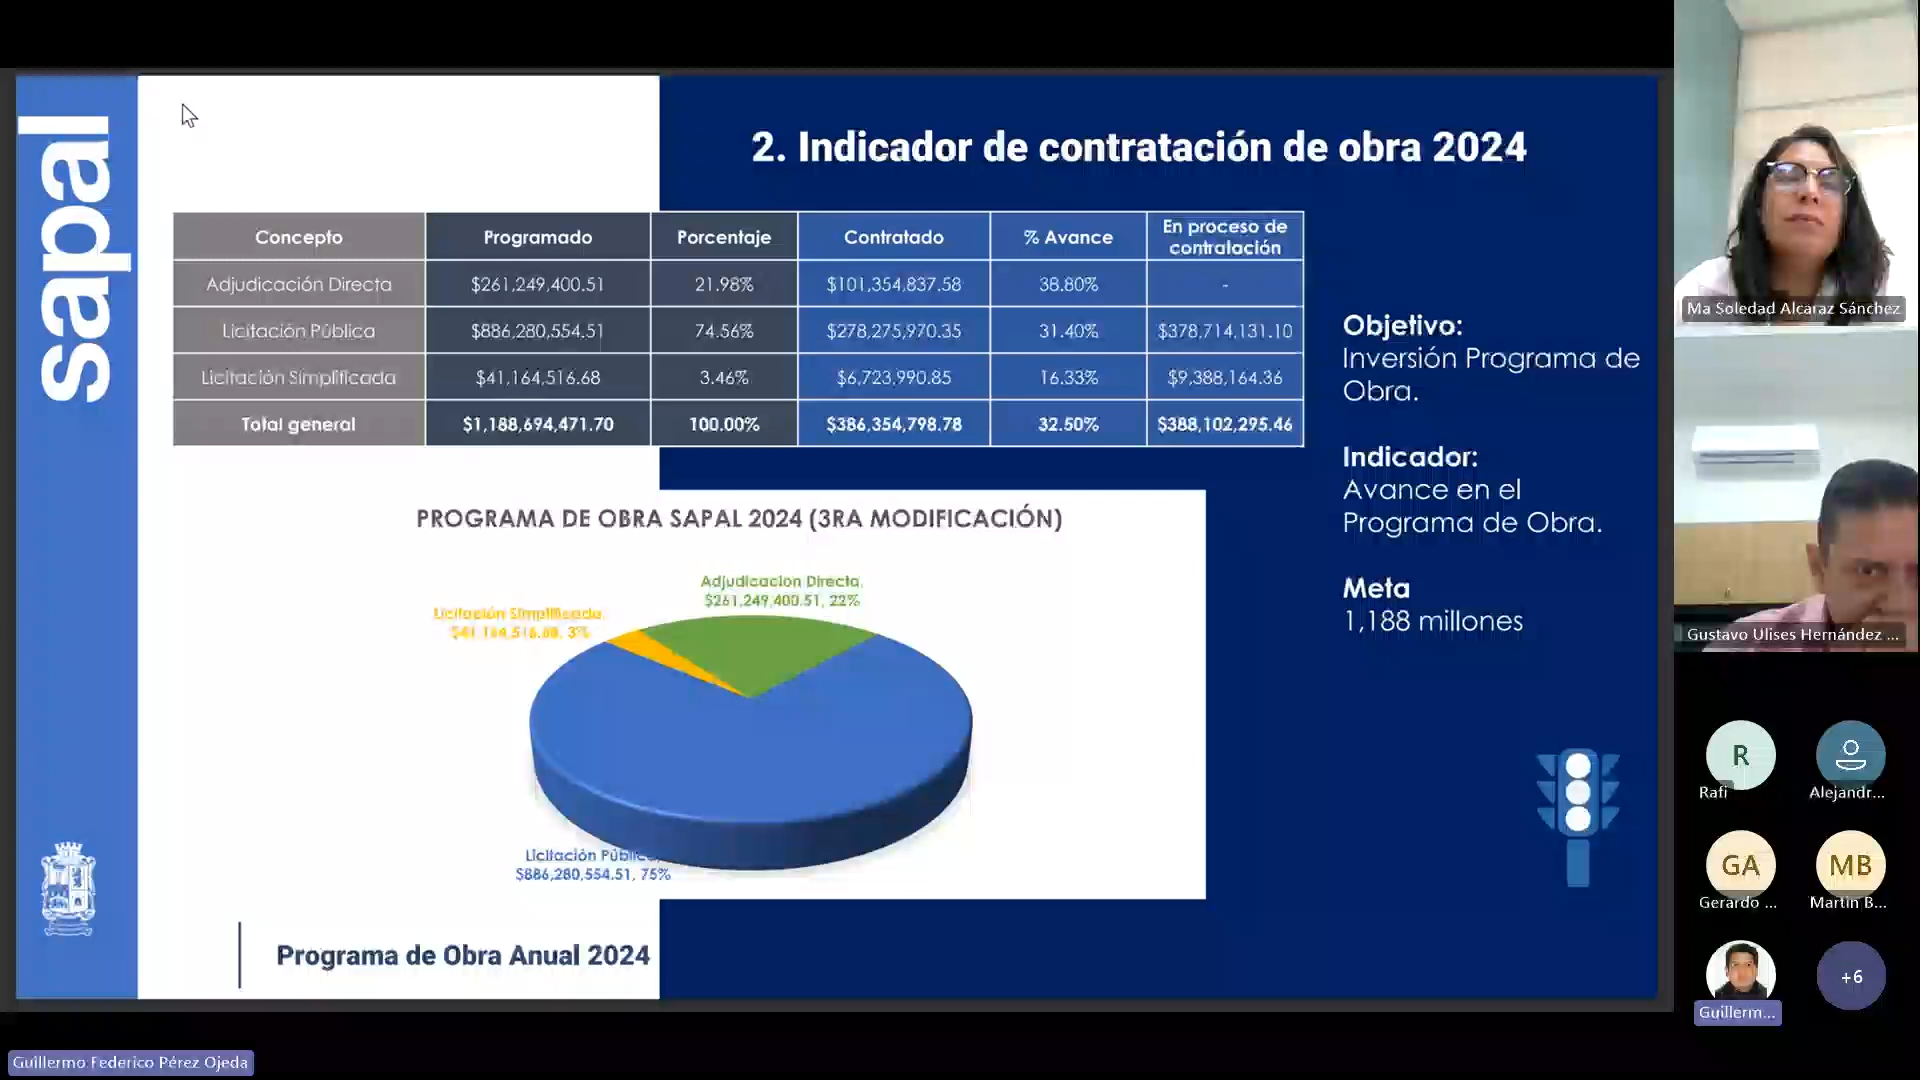 sapal
2. Indicador de contratación de obra 2024
Concepto Programado Porcentaje Contratado % Avance En proceso de contratación
Adjudicación Directa $261,249,400.51 21.98% $101,354,837.58 38.80% -
Licitación Pública $886,280,554.51 74.56% $278,275,970.35 31.40% $378,714,131.10
Licitación Simplificada $41,164,516.68 3.46% $6,723,990.85 16.33% $9,388,164.36
Total general $1,188,694,471.70 100.00% $386,354,798.78 32.50% $388,102,295.46
Objetivo:
Inversión Programa de
Obra.
Indicador:
Avance en el
Programa de Obra.
Meta
1,188 millones
PROGRAMA DE OBRA SAPAL 2024 (3RA MODIFICACIÓN)
Adjudicacion Directa,
$261,249,400.51, 22%
Licitación Simplificada,
$41,164,516.68, 3%
Licitación Pública,
$886,280,554.51, 75%
Programa de Obra Anual 2024
Guillermo Federico Pérez Ojeda
Ma Soledad Alcaraz Sánchez
Gustavo Ulises Hernández ...
R
Rafi
Alejandr...
GA
Gerardo ...
MB
Martín B...
Guillerm...
+6